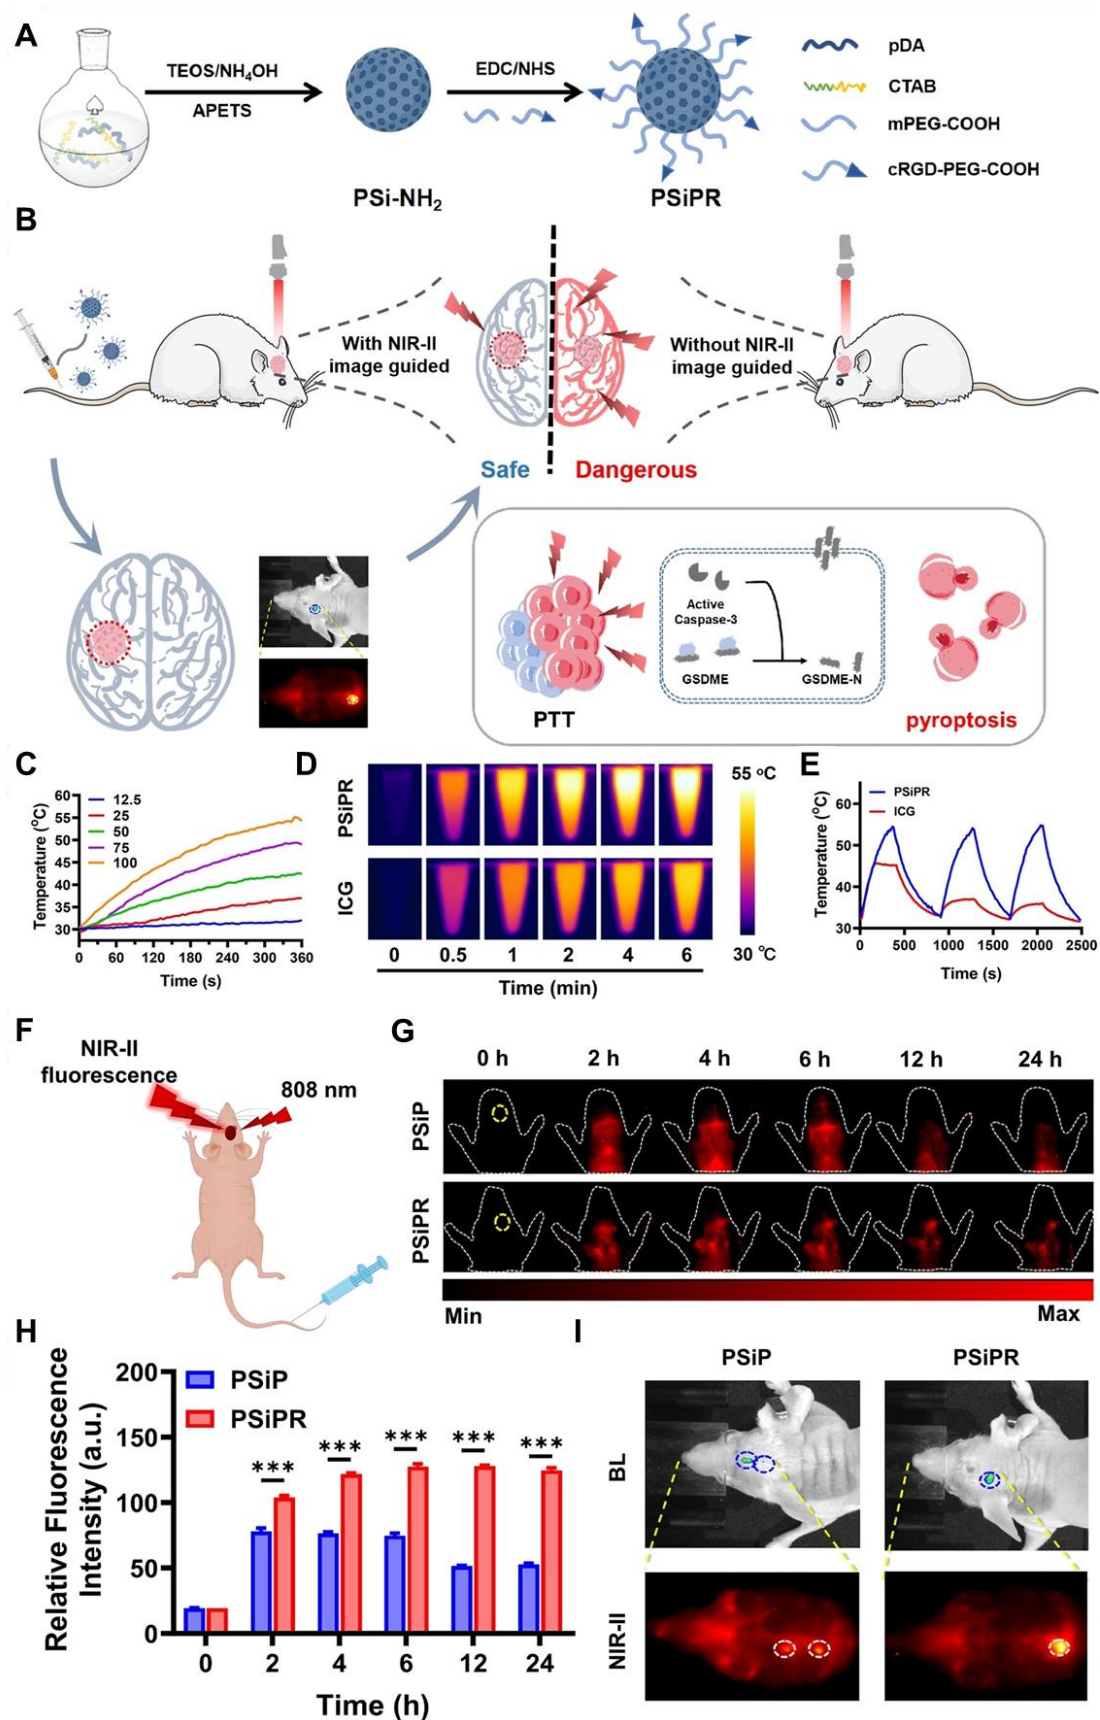 A
TEOS/NH4OH
APETS
EDC/NHS
PSi-NH2
PSiPR
pDA
CTAB
mPEG-COOH
cRGD-PEG-COOH
B
With NIR-II
image guided
Without NIR-II
image guided
Safe
Dangerous
Active
Caspase-3
GSDME
GSDME-N
PTT
pyroptosis
C
Temperature (°C)
60
55
50
45
40
35
30
12.5
25
50
75
100
0
60
120
180
240
300
360
Time (s)
D
PSiPR
ICG
0
0.5
1
2
4
6
Time (min)
55 °C
30 °C
E
Temperature (°C)
60
50
40
30
PSiPR
ICG
0
500
1000
1500
2000
2500
Time (s)
F
NIR-II
fluorescence
808 nm
G
0 h
2 h
4 h
6 h
12 h
24 h
PSiP
PSiPR
Min
Max
H
Relative Fluorescence
Intensity (a.u.)
200
150
100
50
0
PSiP
PSiPR
***
***
***
***
***
0
2
4
6
12
24
Time (h)
I
PSiP
PSiPR
BL
NIR-II